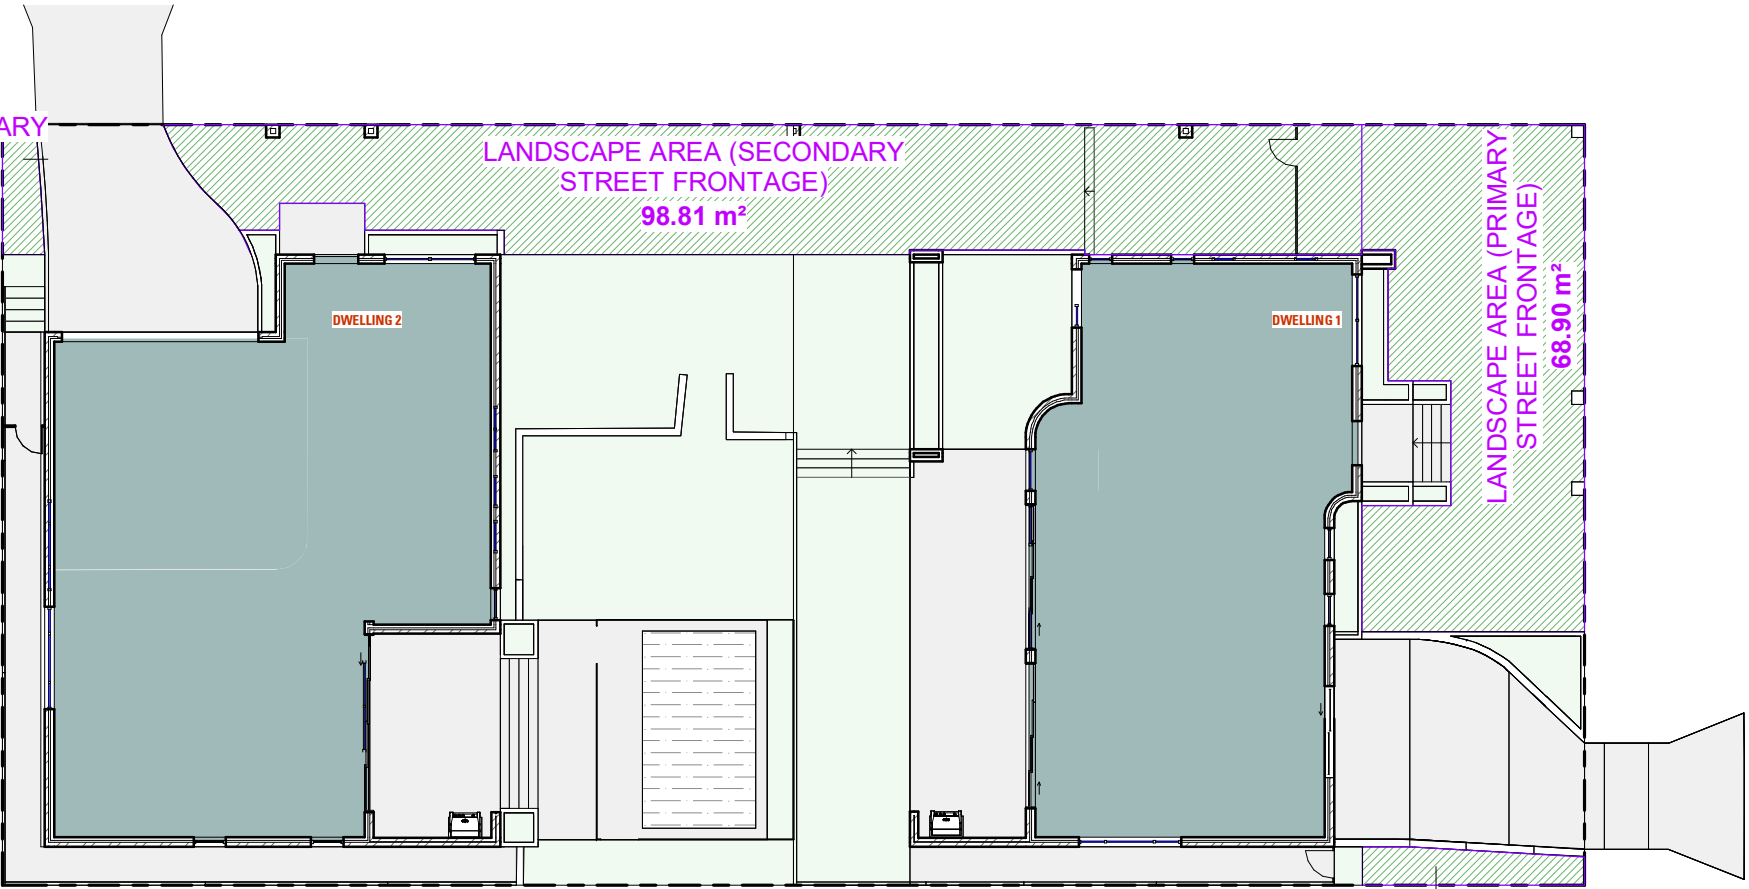 ARY
LANDSCAPE AREA (SECONDARY
STREET FRONTAGE)
98.81 m²
DWELLING 2
DWELLING 1
LANDSCAPE AREA (PRIMARY
STREET FRONTAGE)
68.90 m²